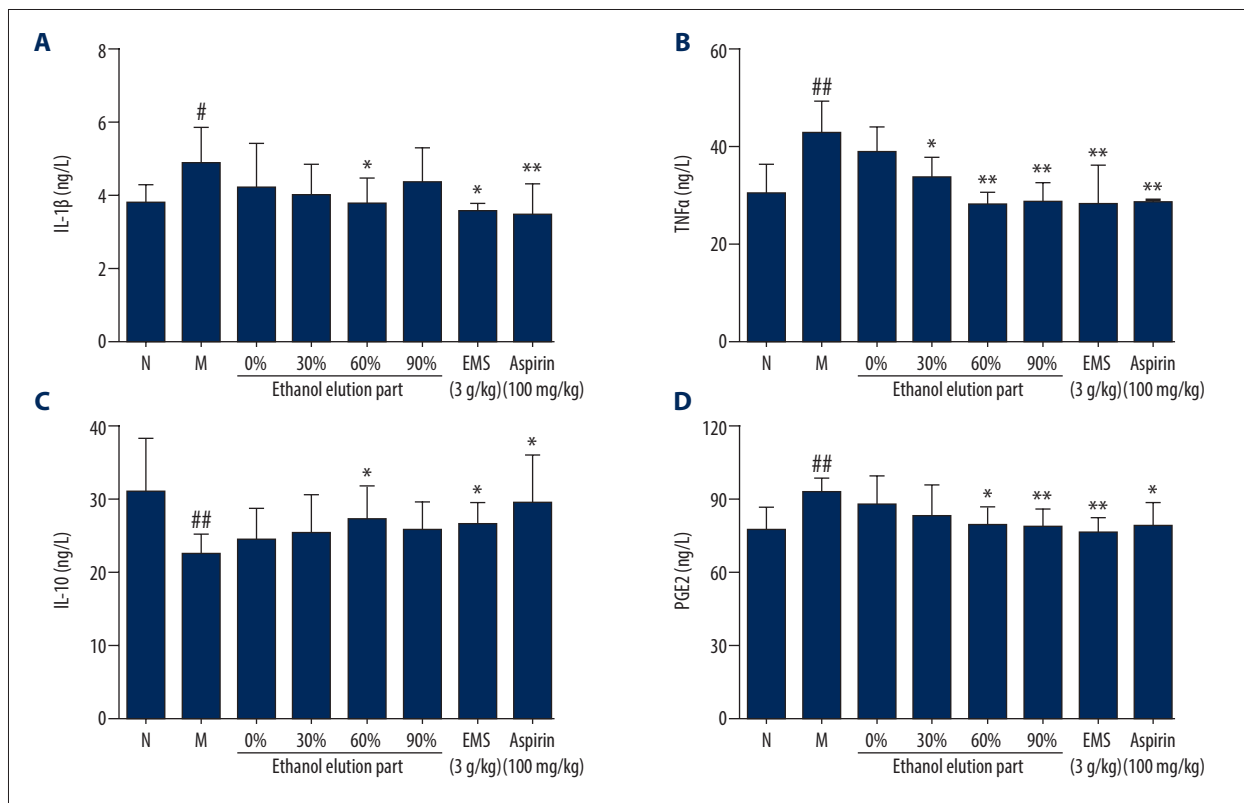 A
8
6
4
2
0
IL-1β (ng/L)
#
*
*
**
N M 0% 30% 60% 90% EMS Aspirin
Ethanol elution part (3 g/kg) (100 mg/kg)
B
60
40
20
0
TNFα (ng/L)
##
*
**
**
**
**
N M 0% 30% 60% 90% EMS Aspirin
Ethanol elution part (3 g/kg) (100 mg/kg)
C
40
30
20
10
0
IL-10 (ng/L)
##
*
*
*
N M 0% 30% 60% 90% EMS Aspirin
Ethanol elution part (3 g/kg) (100 mg/kg)
D
120
90
60
30
0
PGE2 (ng/L)
##
*
**
**
*
N M 0% 30% 60% 90% EMS Aspirin
Ethanol elution part (3 g/kg) (100 mg/kg)